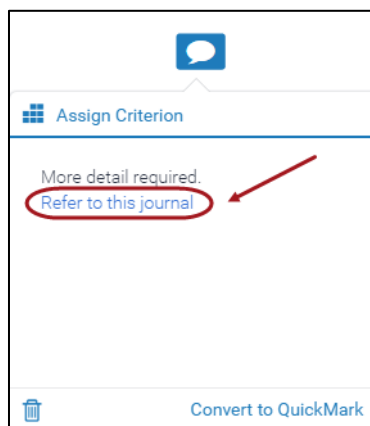 Assign Criterion
More detail required.
Refer to this journal
Convert to QuickMark